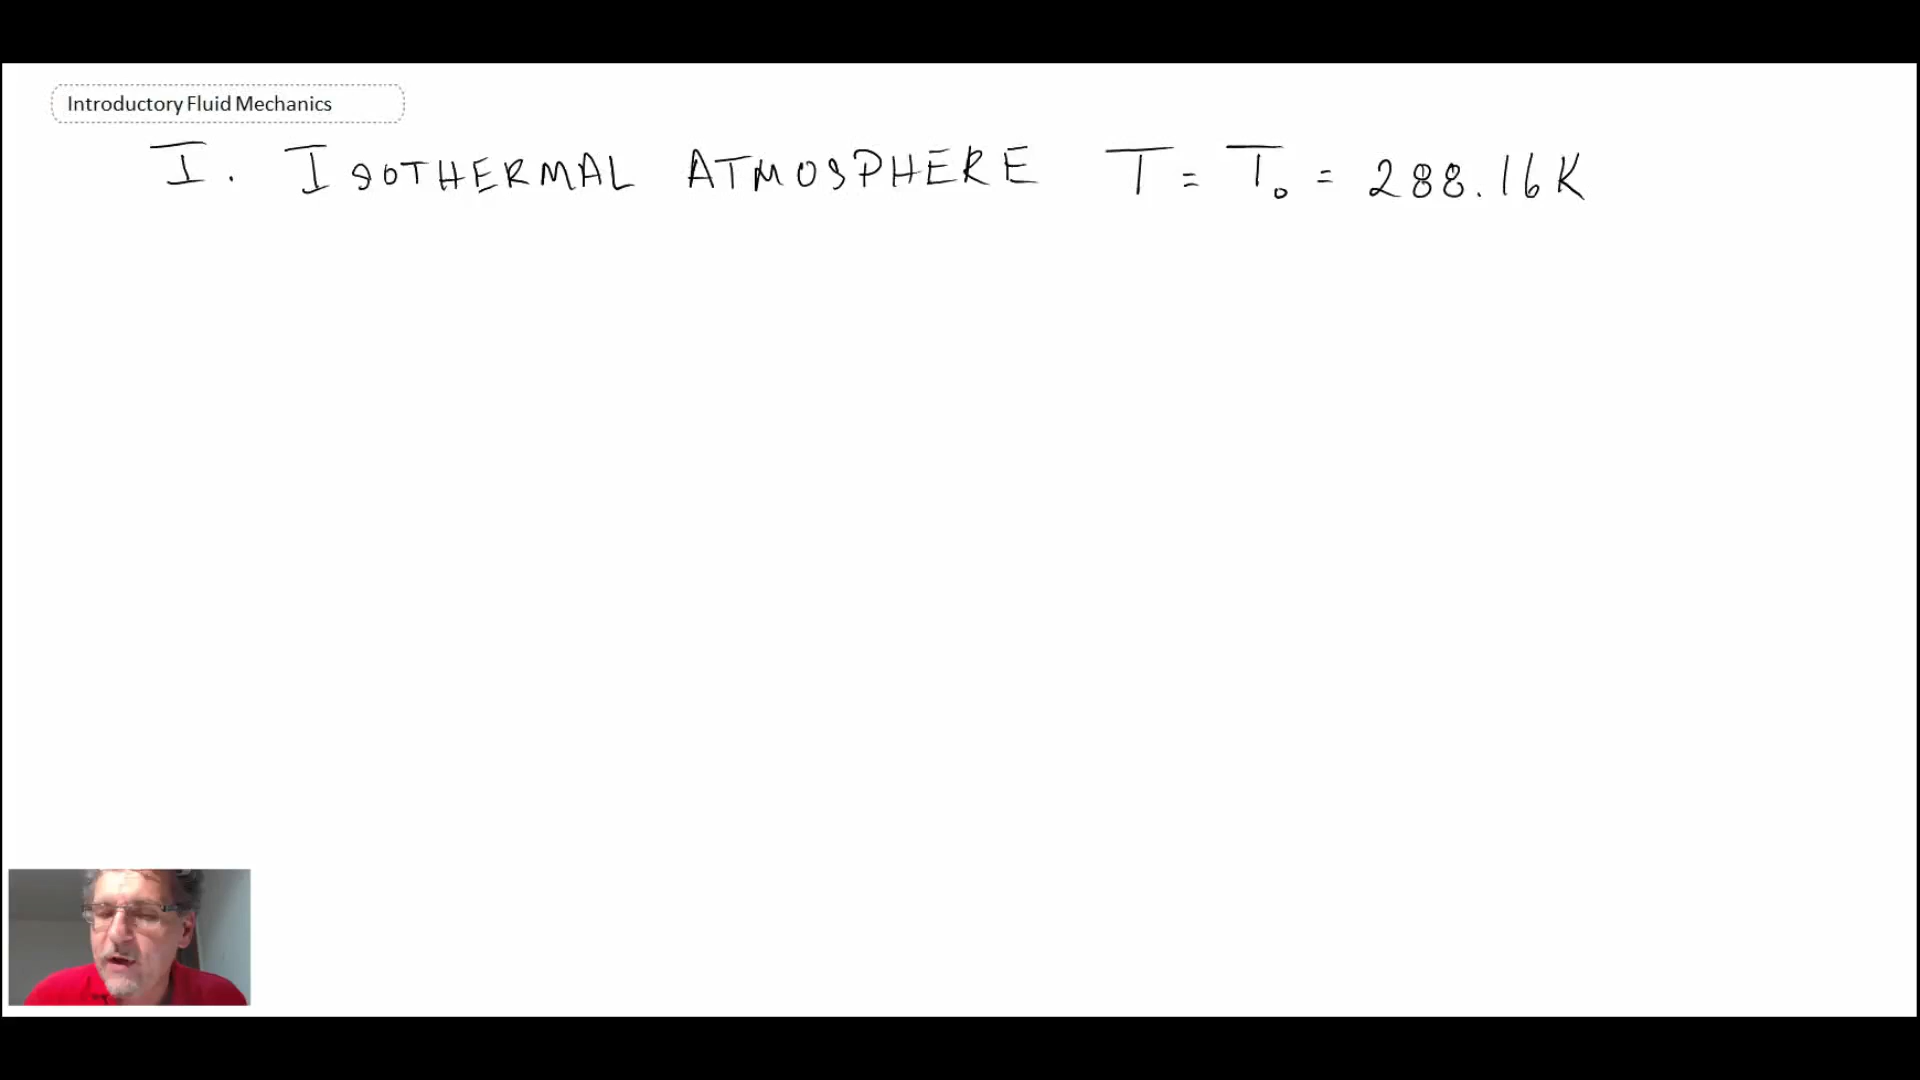 Introductory Fluid Mechanics
I. ISOTHERMAL ATMOSPHERE T = T₀ = 288.16K